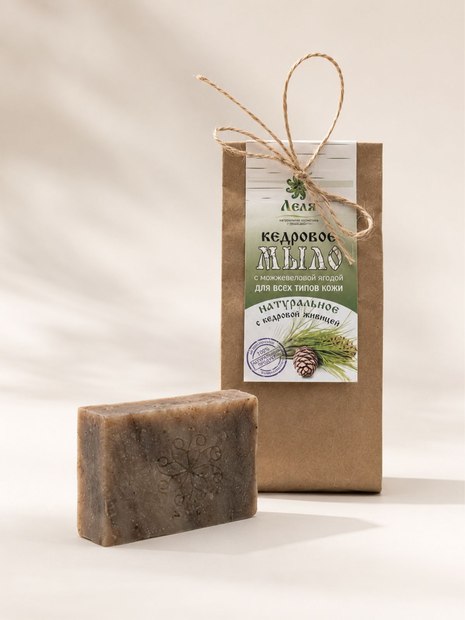 Леля
КЕДРОВОЕ
МЫЛО
С МОЖЖЕВЕЛОВОЙ ЯГОДОЙ
ДЛЯ ВСЕХ ТИПОВ КОЖИ
НАТУРАЛЬНОЕ
С КЕДРОВОЙ ЖИВИЦЕЙ